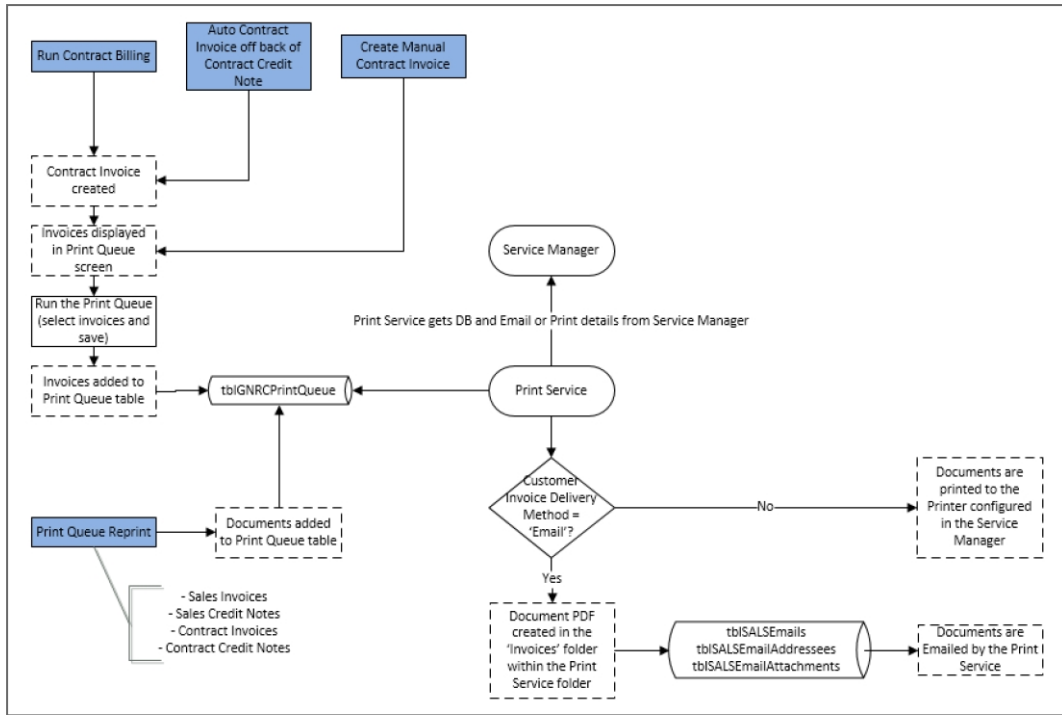 Run Contract Billing
Auto Contract
Invoice off back of
Contract Credit
Note
Create Manual
Contract Invoice
Contract Invoice
created
Invoices displayed
in Print Queue
screen
Service Manager
Run the Print Queue
(select invoices and
save)
Print Service gets DB and Email or Print details from Service Manager
Invoices added to
Print Queue table
tblGNRCPrintQueue
Print Service
Customer
Invoice Delivery
Method =
'Email'?
No
Documents are
printed to the
Printer configured
in the Service
Manager
Print Queue Reprint
Documents added
to Print Queue table
Yes
- Sales Invoices
- Sales Credit Notes
- Contract Invoices
- Contract Credit Notes
Document PDF
created in the
'Invoices' folder
within the Print
Service folder
tblSALSEmails
tblSALSEmailAddressees
tblSALSEmailAttachments
Documents are
Emailed by the Print
Service